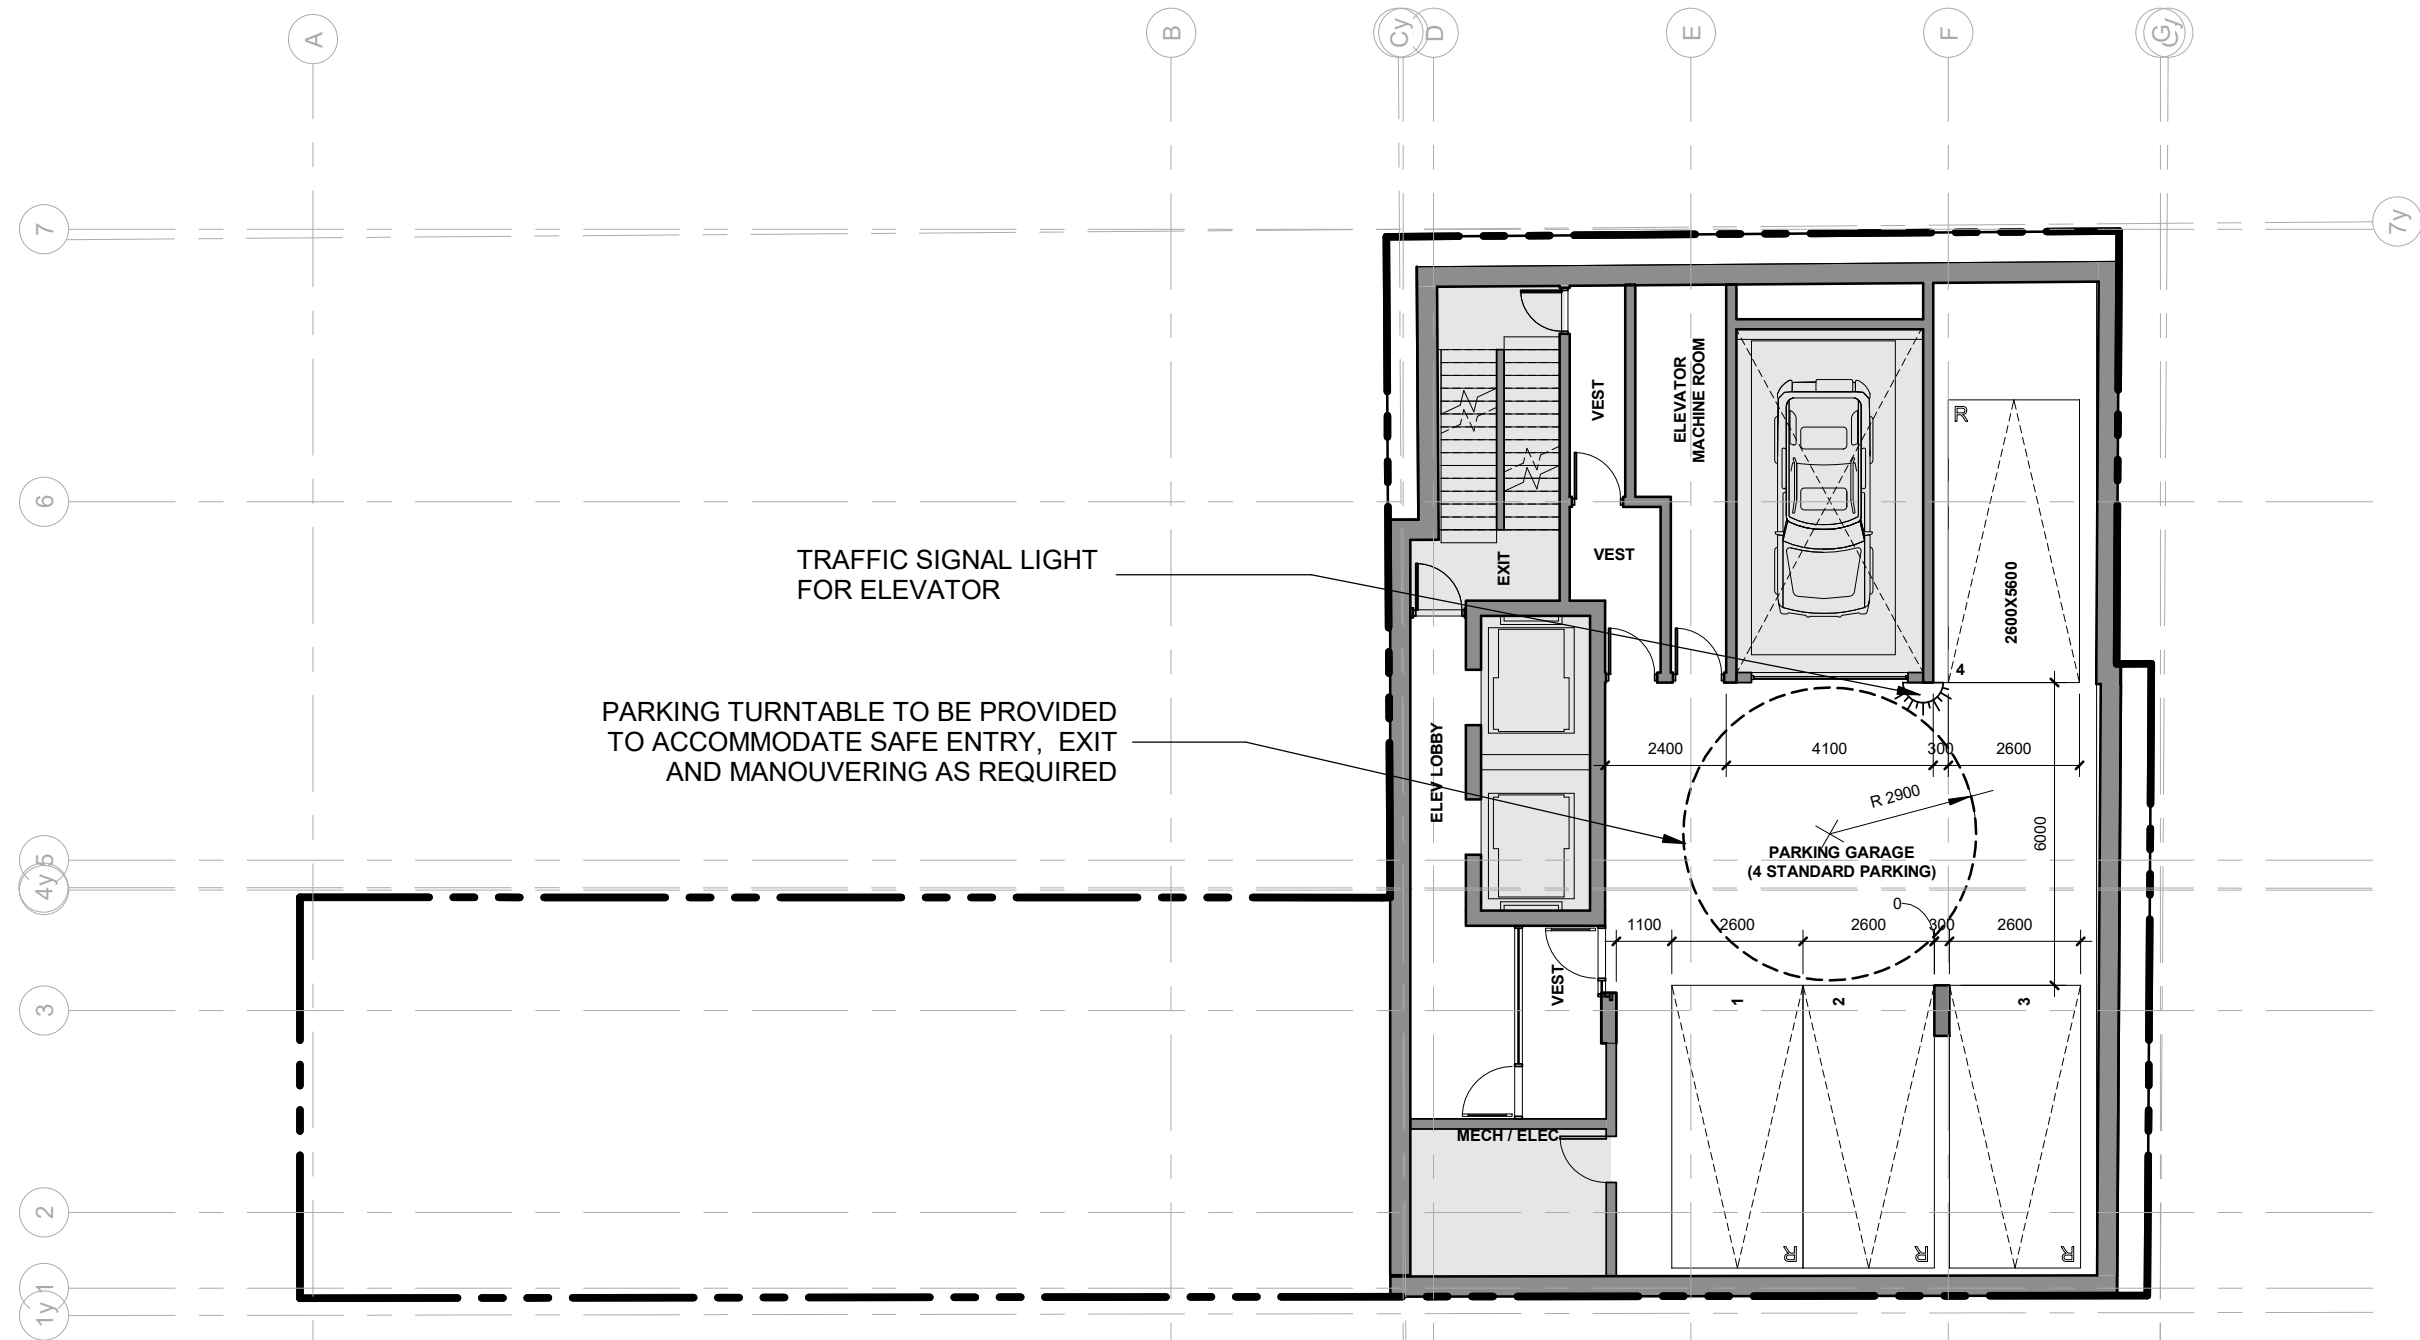 A
B
Cy
D
E
F
G
7
7y
6
VEST
ELEVATOR
MACHINE ROOM
R
TRAFFIC SIGNAL LIGHT
FOR ELEVATOR
EXIT
VEST
2600X5600
4
PARKING TURNTABLE TO BE PROVIDED
TO ACCOMMODATE SAFE ENTRY, EXIT
AND MANOUVERING AS REQUIRED
ELEV LOBBY
2400
4100
300
2600
R 2900
6000
5
4y
PARKING GARAGE
(4 STANDARD PARKING)
0
1100
2600
2600
300
2600
VEST
1
2
3
3
MECH / ELEC
2
R
R
R
1
1y